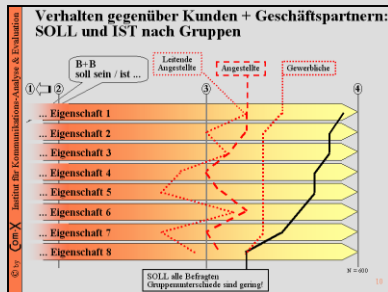 Verhalten gegenüber Kunden + Geschäftspartnern:
SOLL und IST nach Gruppen
B+B
soll sein / ist ...
Leitende
Angestellte
Angestellte
Gewerbliche
1
2
3
4
... Eigenschaft 1
... Eigenschaft 2
... Eigenschaft 3
... Eigenschaft 4
... Eigenschaft 5
... Eigenschaft 6
... Eigenschaft 7
... Eigenschaft 8
SOLL alle Befragten
Gruppenunterschiede sind gering!
N = 400
18
© by Com-X Institut für Kommunikations-Analyse & Evaluation